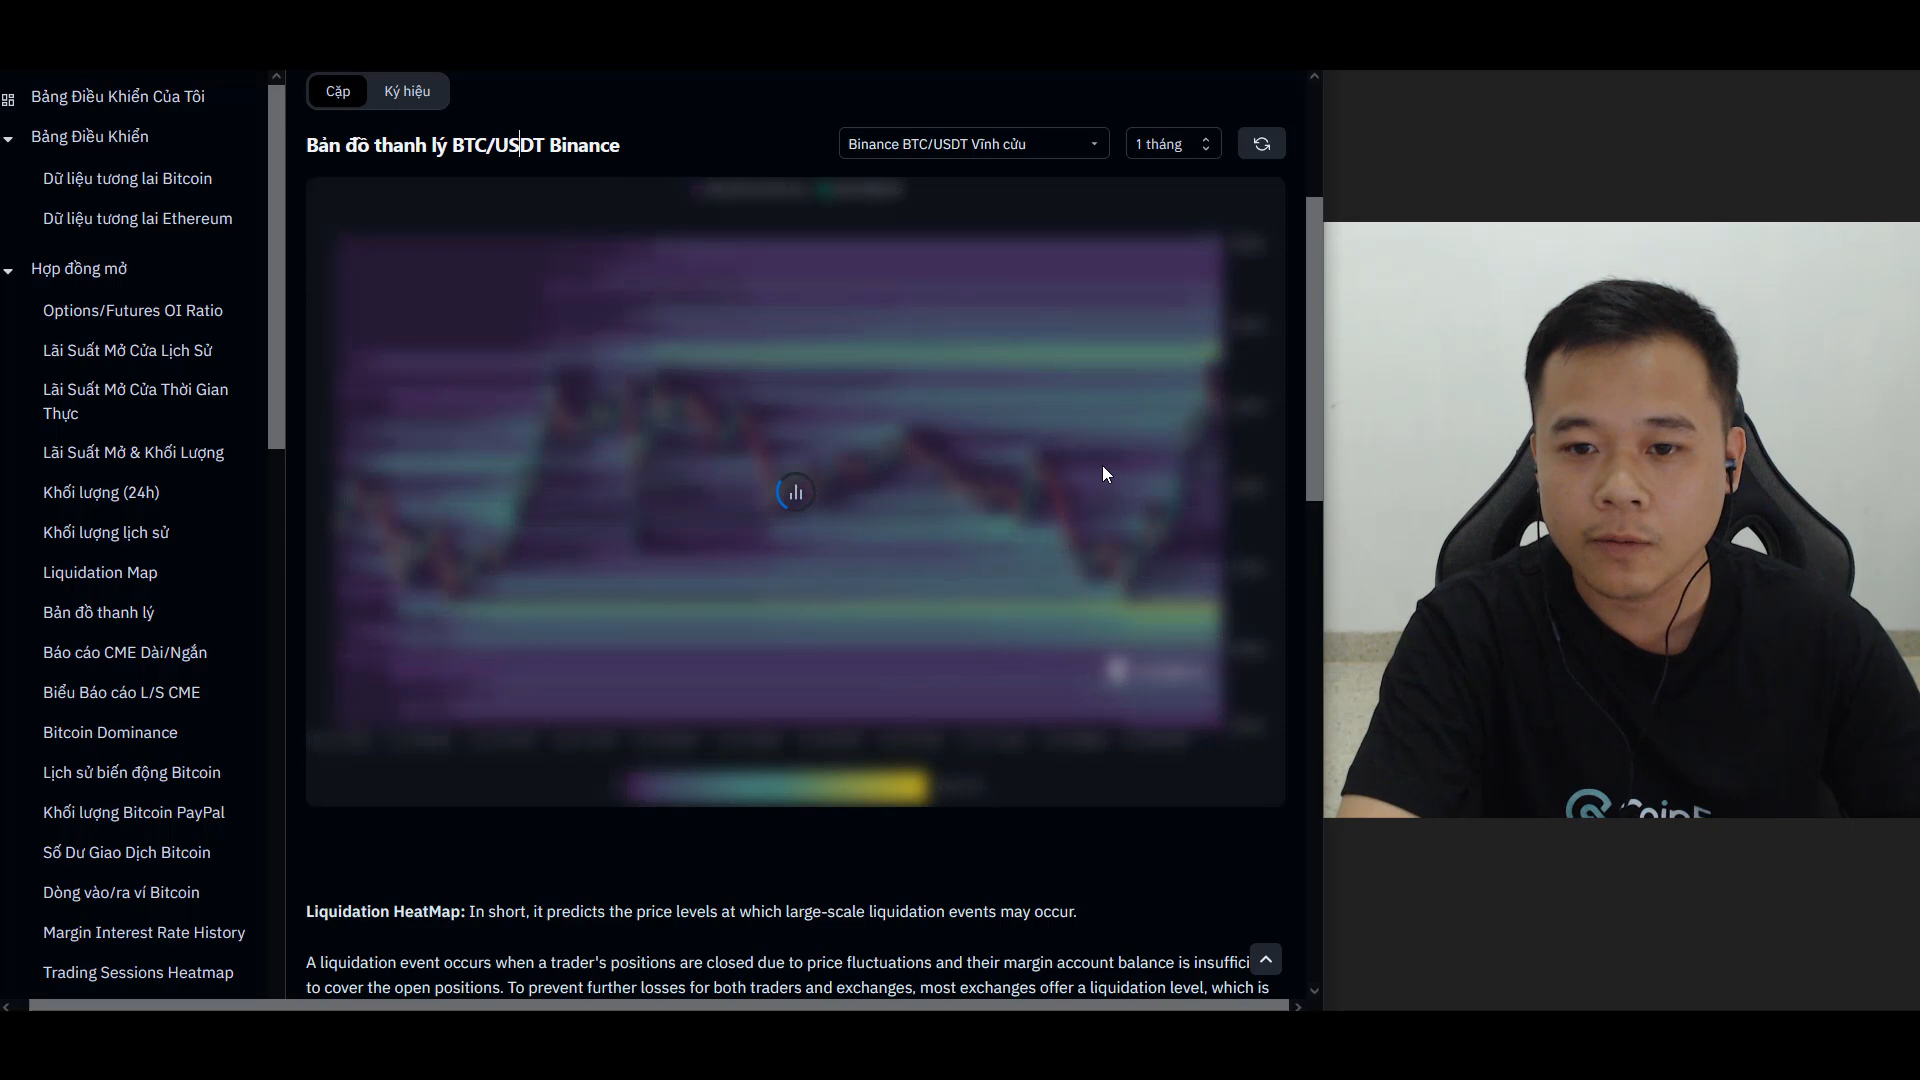 Bảng Điều Khiển Của Tôi
Bảng Điều Khiển
Dữ liệu tương lai Bitcoin
Dữ liệu tương lai Ethereum
Hợp đồng mở
Options/Futures OI Ratio
Lãi Suất Mở Cửa Lịch Sử
Lãi Suất Mở Cửa Thời Gian
Thực
Lãi Suất Mở & Khối Lượng
Khối lượng (24h)
Khối lượng lịch sử
Liquidation Map
Bản đồ thanh lý
Báo cáo CME Dài/Ngắn
Biểu Báo cáo L/S CME
Bitcoin Dominance
Lịch sử biến động Bitcoin
Khối lượng Bitcoin PayPal
Số Dư Giao Dịch Bitcoin
Dòng vào/ra ví Bitcoin
Margin Interest Rate History
Trading Sessions Heatmap
Cặp
Ký hiệu
Bản đồ thanh lý BTC/USDT Binance
Binance BTC/USDT Vĩnh cửu
1 tháng
Liquidation HeatMap: In short, it predicts the price levels at which large-scale liquidation events may occur.
A liquidation event occurs when a trader's positions are closed due to price fluctuations and their margin account balance is
to cover the open positions. To prevent further losses for both traders and exchanges, most exchanges offer a liquidation level, which is